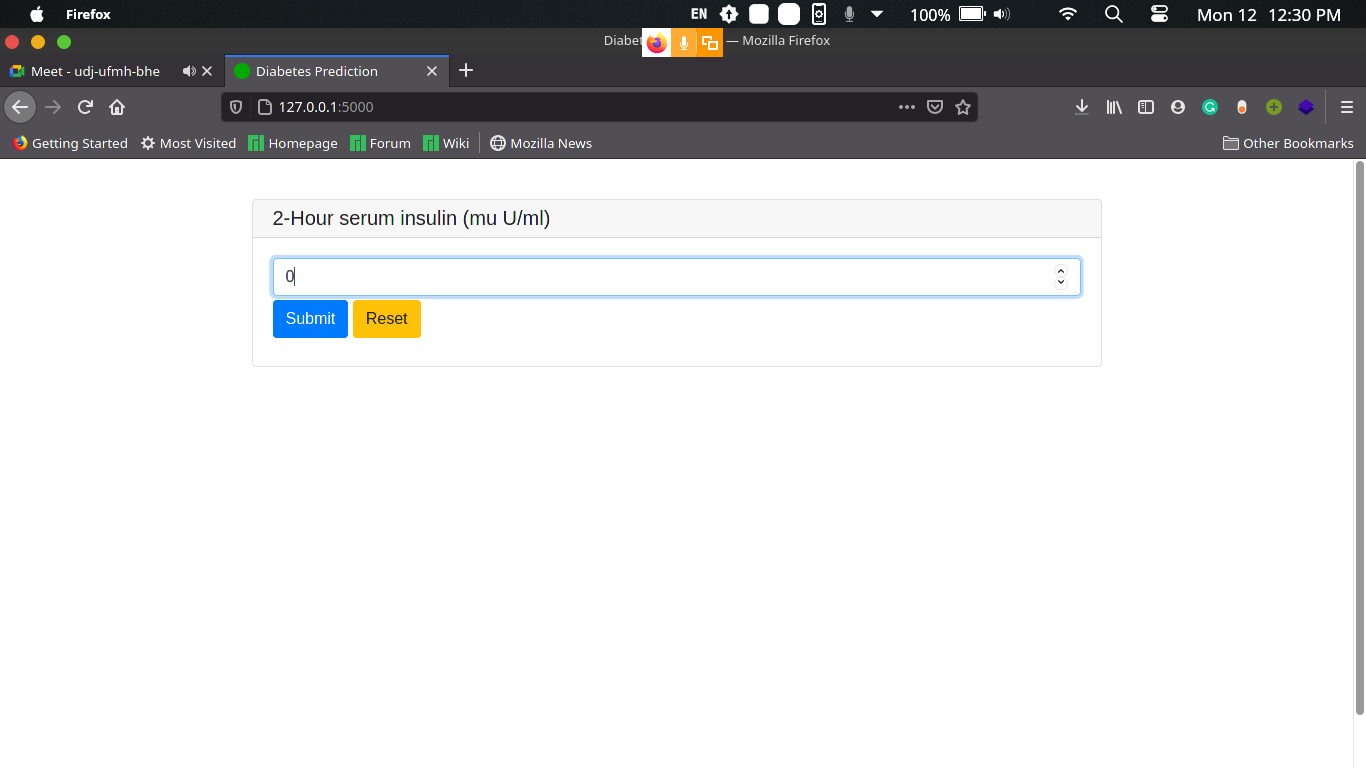 Firefox
EN
100%
Mon 12 12:30 PM
Diabet — Mozilla Firefox
Meet - udj-ufmh-bhe
Diabetes Prediction
127.0.0.1:5000
Getting Started
Most Visited
Homepage
Forum
Wiki
Mozilla News
Other Bookmarks
2-Hour serum insulin (mu U/ml)
0
Submit
Reset